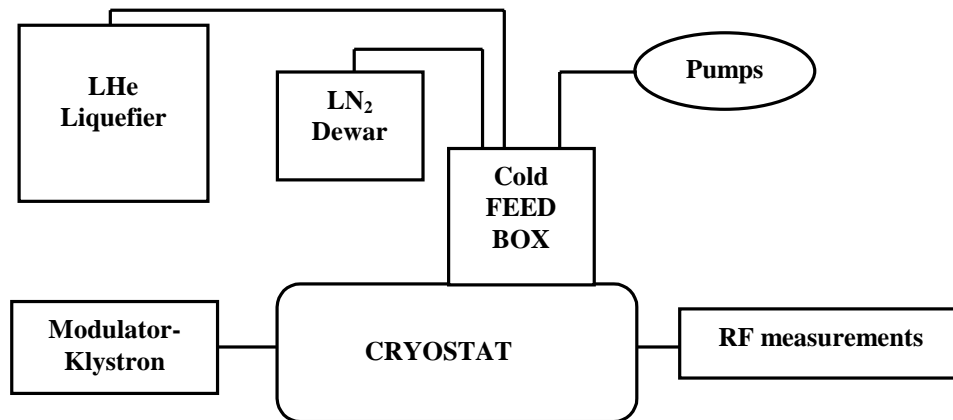 LHe
Liquefier
LN₂
Dewar
Pumps
Cold
FEED
BOX
Modulator-
Klystron
CRYOSTAT
RF measurements